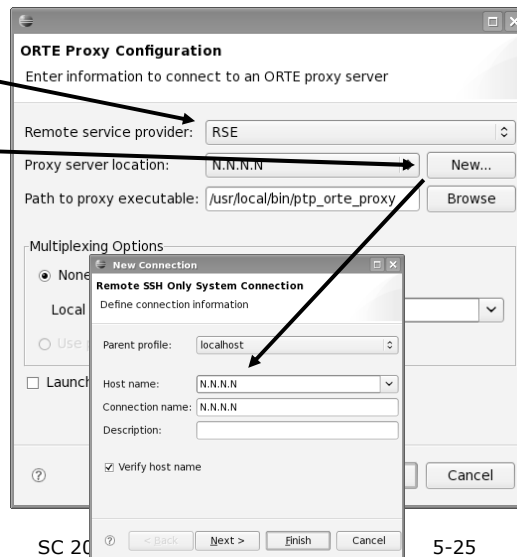 ORTE Proxy Configuration
Enter information to connect to an ORTE proxy server
Remote service provider: RSE
Proxy server location: N.N.N.N New...
Path to proxy executable: /usr/local/bin/ptp_orte_proxy Browse
Multiplexing Options
None
Local
Use
Launch
New Connection
Remote SSH Only System Connection
Define connection information
Parent profile: localhost
Host name: N.N.N.N
Connection name: N.N.N.N
Description:
Verify host name
< Back Next > Finish Cancel
Cancel
SC 20
5-25